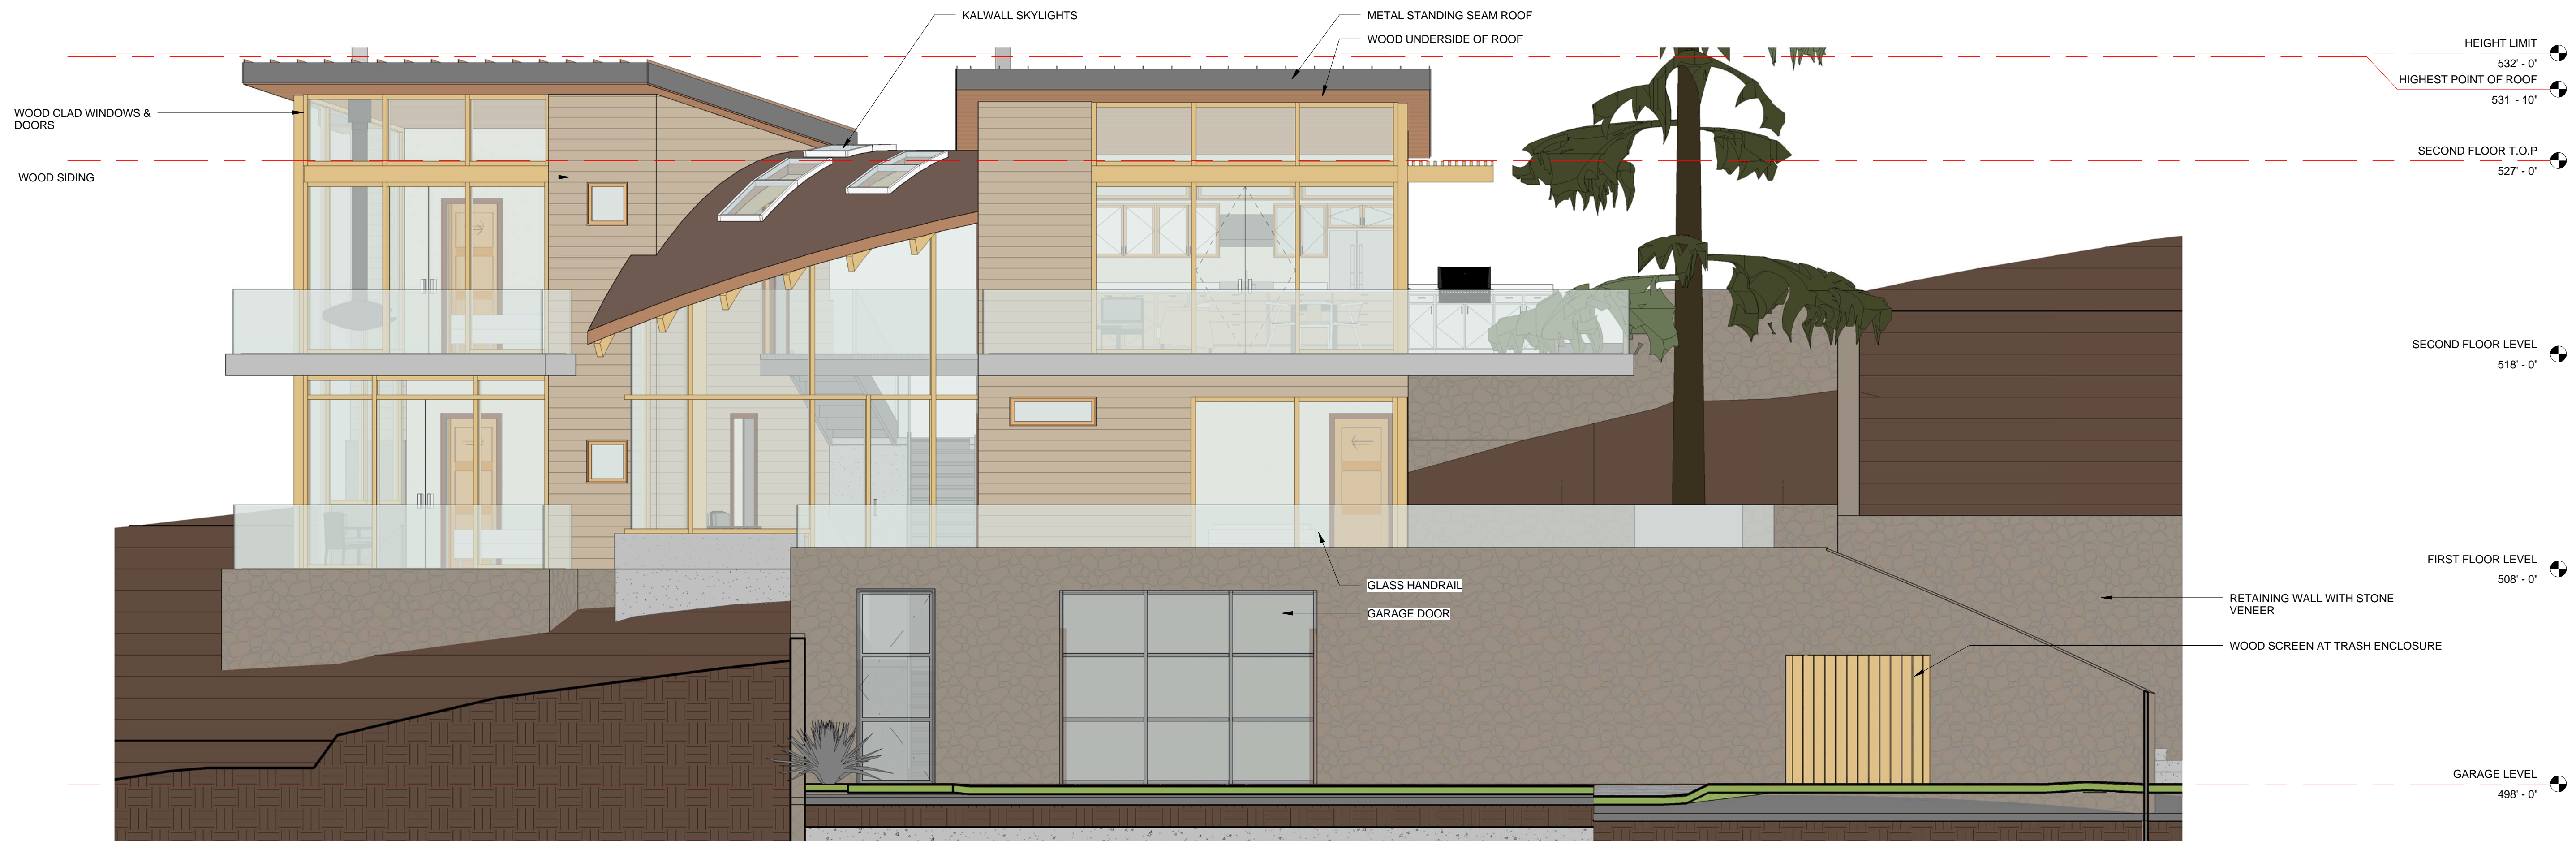 KALWALL SKYLIGHTS
METAL STANDING SEAM ROOF
WOOD UNDERSIDE OF ROOF
HEIGHT LIMIT
532' - 0"
HIGHEST POINT OF ROOF
531' - 10"
WOOD CLAD WINDOWS &
DOORS
SECOND FLOOR T.O.P
527' - 0"
WOOD SIDING
SECOND FLOOR LEVEL
518' - 0"
FIRST FLOOR LEVEL
508' - 0"
GLASS HANDRAIL
GARAGE DOOR
RETAINING WALL WITH STONE
VENEER
WOOD SCREEN AT TRASH ENCLOSURE
GARAGE LEVEL
498' - 0"